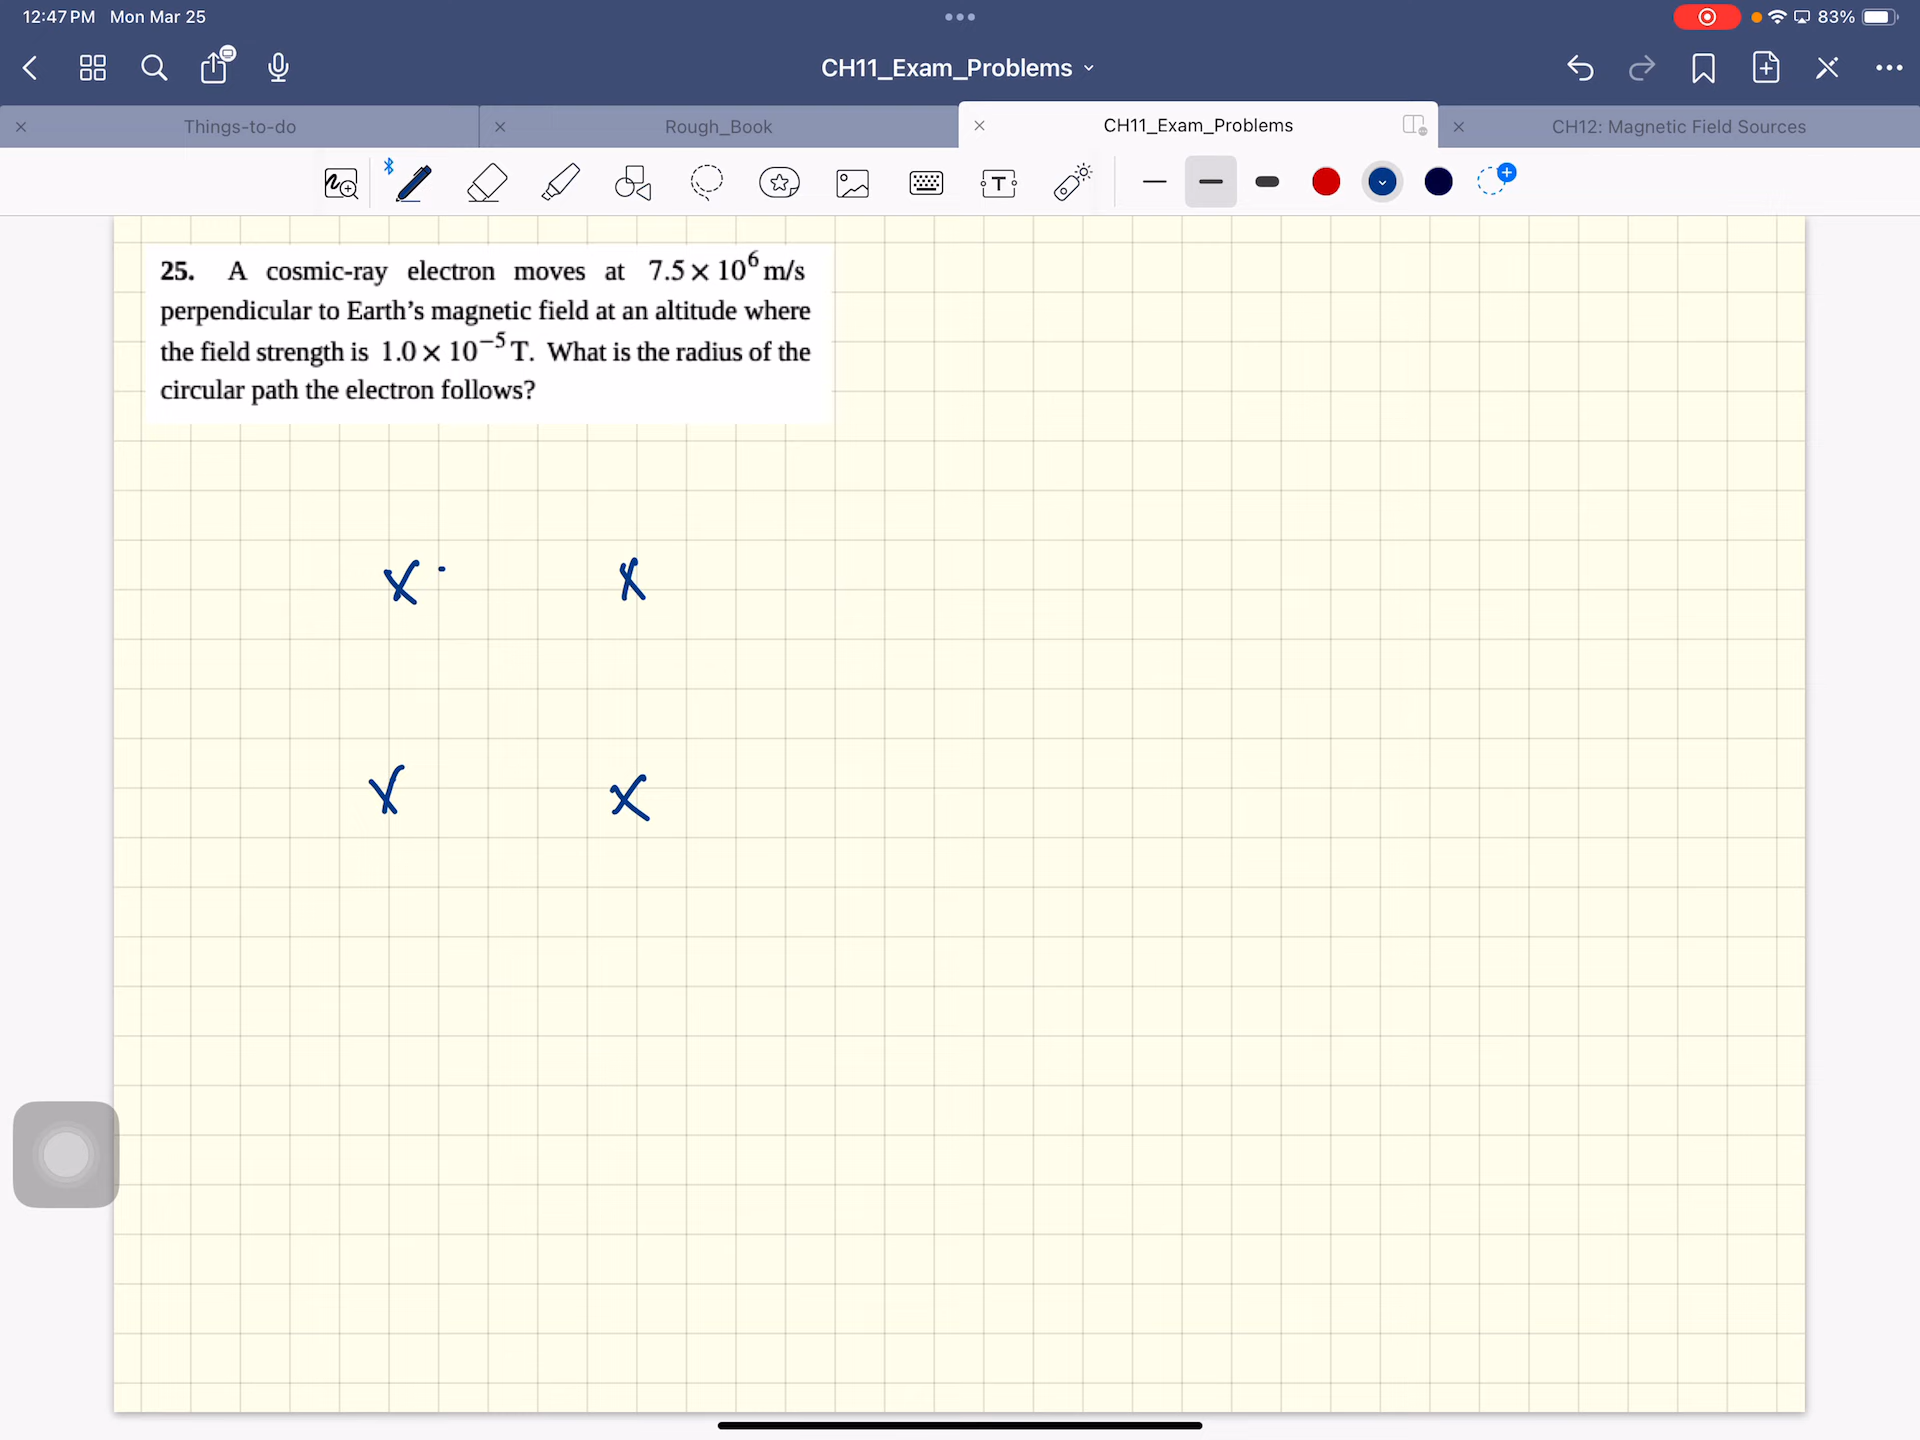 12:47 PM Mon Mar 25
83%
CH11_Exam_Problems
Things-to-do
Rough_Book
CH11_Exam_Problems
CH12: Magnetic Field Sources
T
25. A cosmic-ray electron moves at 7.5 × 10⁶ m/s
perpendicular to Earth’s magnetic field at an altitude where
the field strength is 1.0 × 10⁻⁵ T. What is the radius of the
circular path the electron follows?
x x
x x